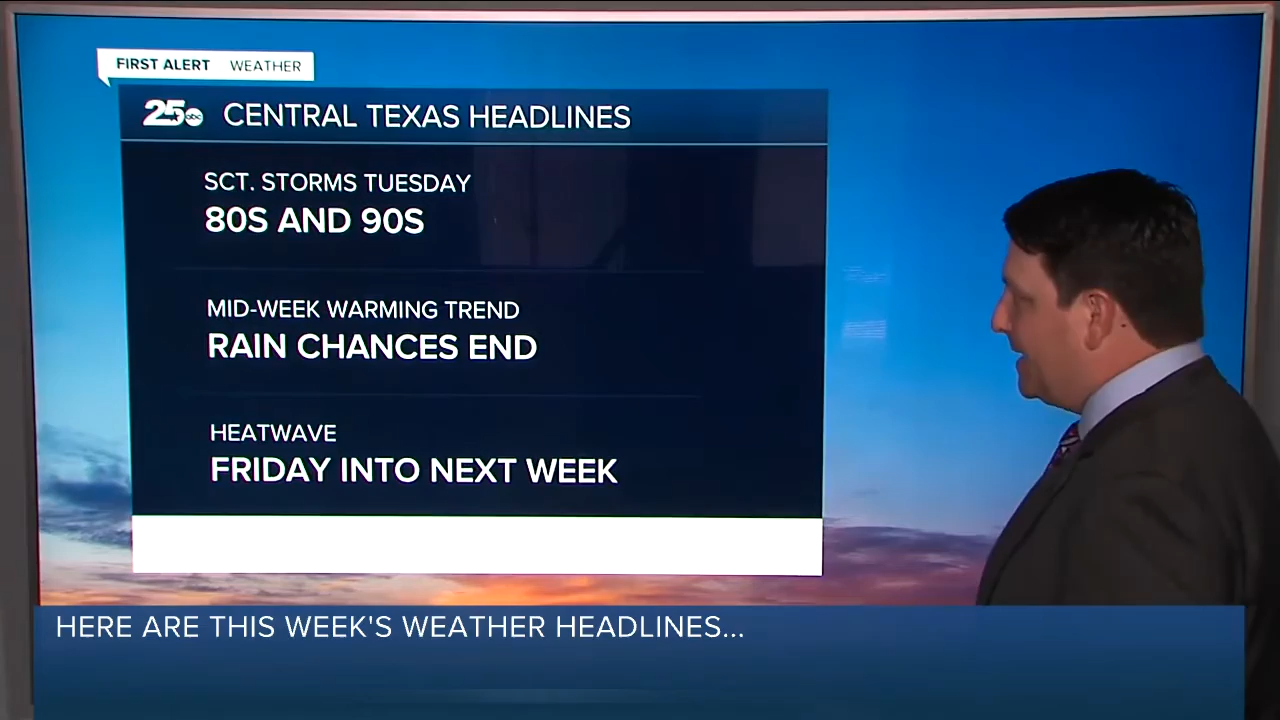 FIRST ALERT WEATHER
25 abc CENTRAL TEXAS HEADLINES
SCT. STORMS TUESDAY
80S AND 90S
MID-WEEK WARMING TREND
RAIN CHANCES END
HEATWAVE
FRIDAY INTO NEXT WEEK
HERE ARE THIS WEEK'S WEATHER HEADLINES...